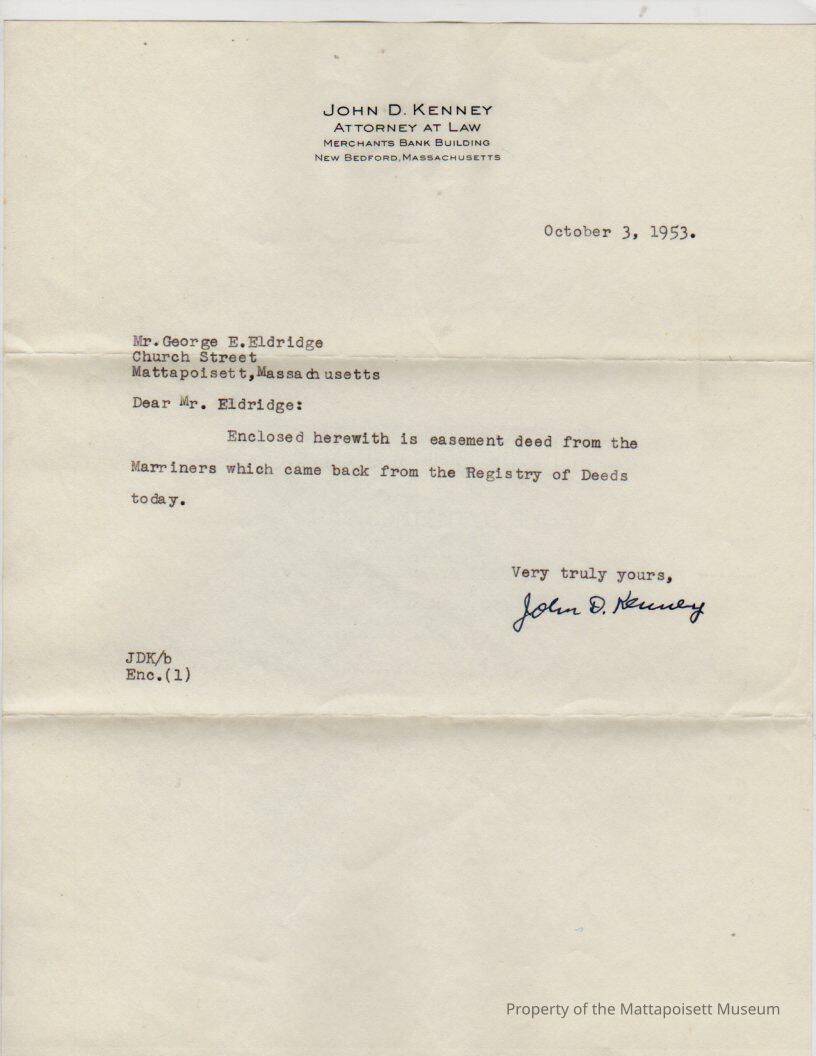 JOHN D. KENNEY
ATTORNEY AT LAW
MERCHANTS BANK BUILDING
NEW BEDFORD, MASSACHUSETTS
October 3, 1953.
Mr.George E.Eldridge
Church Street
Mattapoisett,Massachusetts
Dear Mr. Eldridge:
Enclosed herewith is easement deed from the
Marriners which came back from the Registry of Deeds
today.
Very truly yours,
John D. Kenney
JDK/b
Enc.(1)
Property of the Mattapoisett Museum